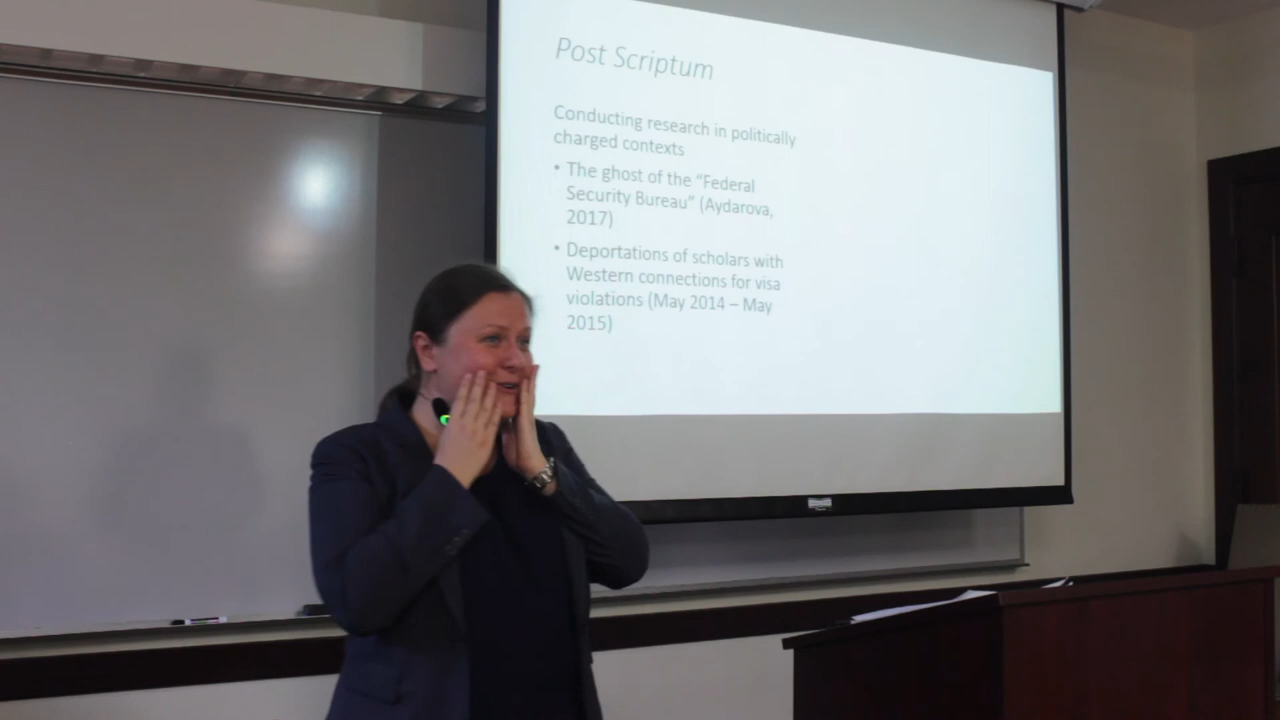 Post Scriptum
Conducting research in politically
charged contexts
• The ghost of the “Federal
Security Bureau” (Aydarova,
2017)
• Deportations of scholars with
Western connections for visa
violations (May 2014 – May
2015)